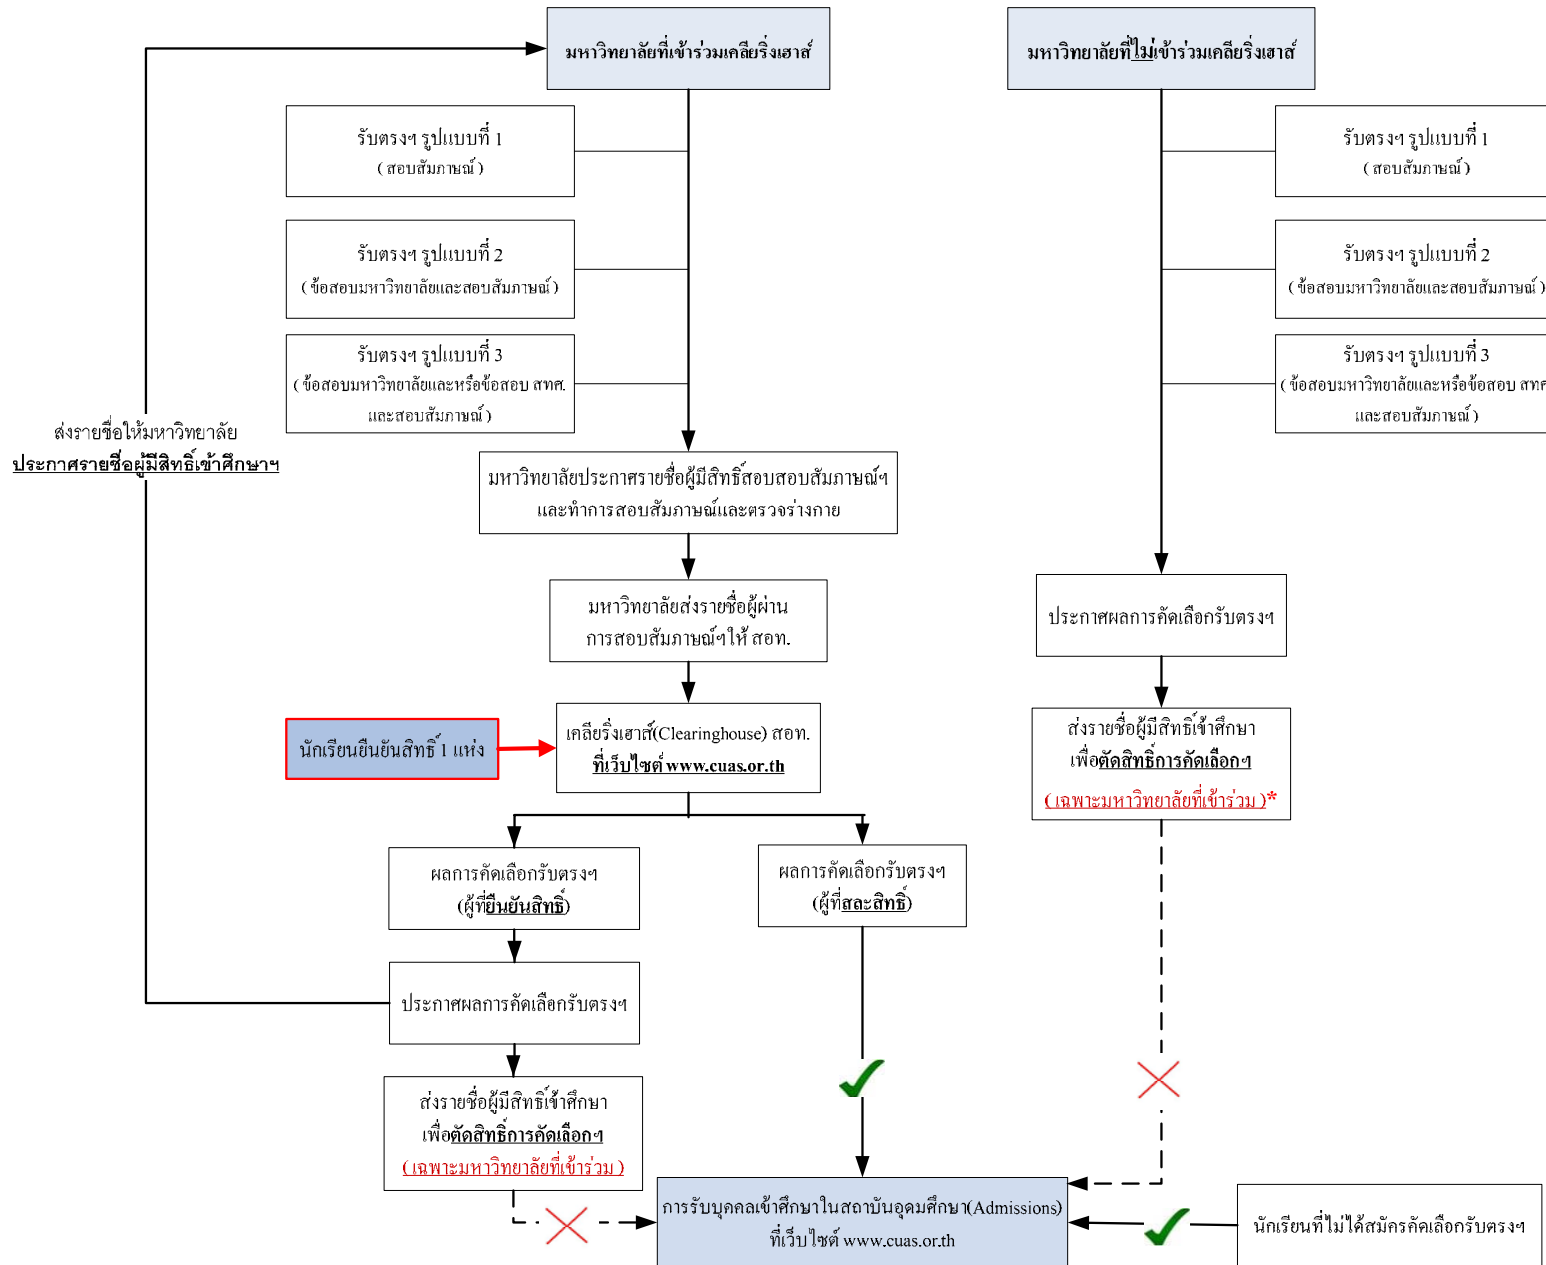 มหาวิทยาลัยที่เข้าร่วมเคลียริ่งเฮาส์
รับตรงฯ รูปแบบที่ 1
( สอบสัมภาษณ์ )
รับตรงฯ รูปแบบที่ 2
( ข้อสอบมหาวิทยาลัยและสอบสัมภาษณ์ )
รับตรงฯ รูปแบบที่ 3
( ข้อสอบมหาวิทยาลัยและหรือข้อสอบ สทศ.
และสอบสัมภาษณ์ )
ส่งรายชื่อให้มหาวิทยาลัย
ประกาศรายชื่อผู้มีสิทธิ์เข้าศึกษาฯ
มหาวิทยาลัยประกาศรายชื่อผู้มีสิทธิ์สอบสอบสัมภาษณ์ฯ
และทำการสอบสัมภาษณ์และตรวจร่างกาย
มหาวิทยาลัยส่งรายชื่อผู้ผ่าน
การสอบสัมภาษณ์ฯให้ สอท.
นักเรียนยืนยันสิทธิ์ 1 แห่ง
เคลียริ่งเฮาส์(Clearinghouse) สอท.
ที่เว็บไซต์ www.cuas.or.th
ผลการคัดเลือกรับตรงฯ
(ผู้ที่ยืนยันสิทธิ์)
ผลการคัดเลือกรับตรงฯ
(ผู้ที่สละสิทธิ์)
ประกาศผลการคัดเลือกรับตรงฯ
ส่งรายชื่อผู้มีสิทธิ์เข้าศึกษา
เพื่อตัดสิทธิ์การคัดเลือกฯ
( เฉพาะมหาวิทยาลัยที่เข้าร่วม )
มหาวิทยาลัยที่ไม่เข้าร่วมเคลียริ่งเฮาส์
รับตรงฯ รูปแบบที่ 1
( สอบสัมภาษณ์ )
รับตรงฯ รูปแบบที่ 2
( ข้อสอบมหาวิทยาลัยและสอบสัมภาษณ์ )
รับตรงฯ รูปแบบที่ 3
( ข้อสอบมหาวิทยาลัยและหรือข้อสอบ สทศ
และสอบสัมภาษณ์ )
ประกาศผลการคัดเลือกรับตรงฯ
ส่งรายชื่อผู้มีสิทธิ์เข้าศึกษา
เพื่อตัดสิทธิ์การคัดเลือกฯ
( เฉพาะมหาวิทยาลัยที่เข้าร่วม )*
การรับบุคคลเข้าศึกษาในสถาบันอุดมศึกษา(Admissions)
ที่เว็บไซต์ www.cuas.or.th
นักเรียนที่ไม่ได้สมัครคัดเลือกรับตรงฯ